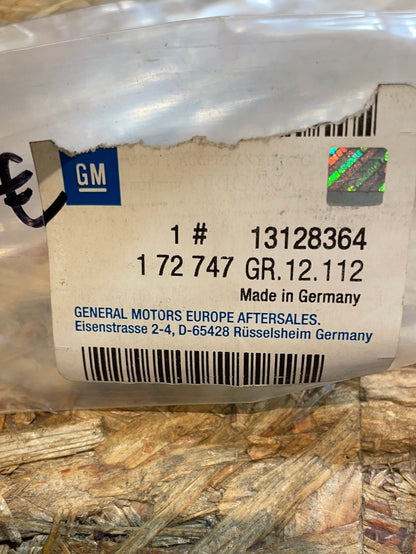 €
GM
1 # 13128364
1 72 747 GR.12.112
Made in Germany
GENERAL MOTORS EUROPE AFTERSALES.
Eisenstrasse 2-4, D-65428 Rüsselsheim Germany